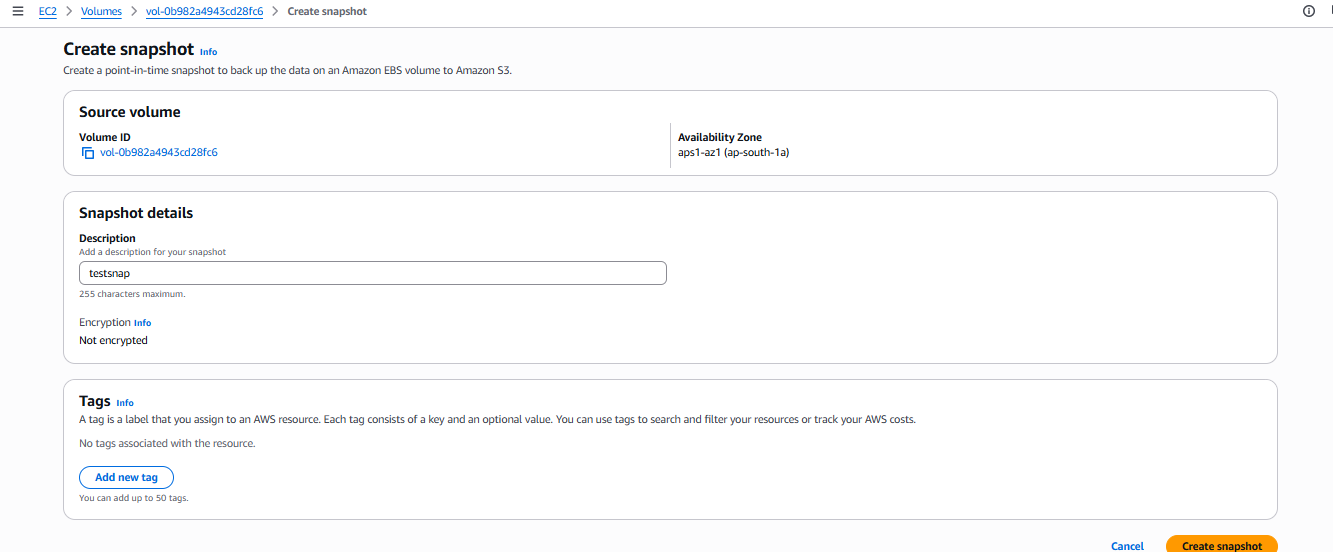 EC2 > Volumes > vol-0b982a4943cd28fc6 > Create snapshot
Create snapshot Info
Create a point-in-time snapshot to back up the data on an Amazon EBS volume to Amazon S3.
Source volume
Volume ID
vol-0b982a4943cd28fc6
Availability Zone
aps1-az1 (ap-south-1a)
Snapshot details
Description
Add a description for your snapshot
testsnap
255 characters maximum.
Encryption Info
Not encrypted
Tags Info
A tag is a label that you assign to an AWS resource. Each tag consists of a key and an optional value. You can use tags to search and filter your resources or track your AWS costs.
No tags associated with the resource.
Add new tag
You can add up to 50 tags.
Cancel Create snapshot